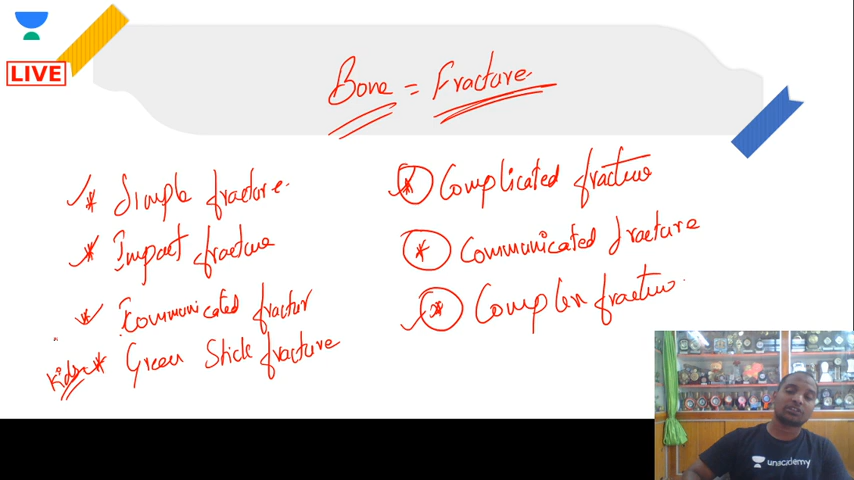 LIVE
Bone = Fracture
Simple fracture
Impact fracture
Communicated fractur
Kids Green Stick fracture
Complicated fracture
Communicated fracture
Complex fracture
unacademy